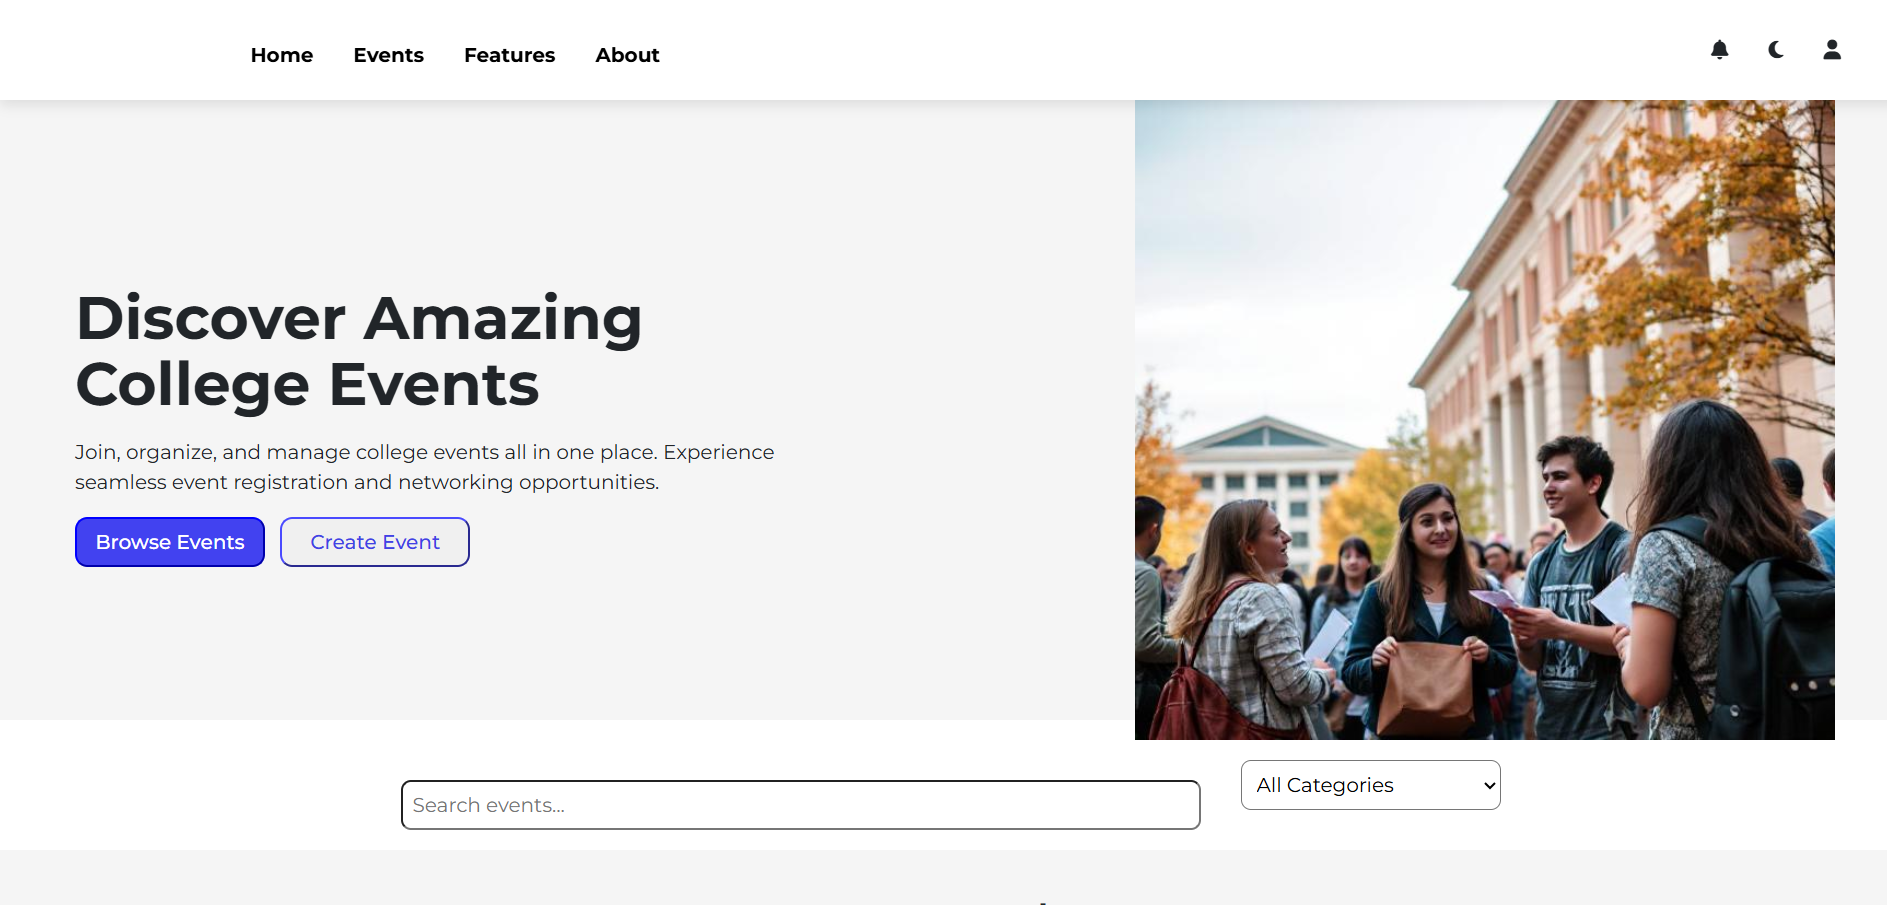 Home Events Features About
Discover Amazing
College Events
Join, organize, and manage college events all in one place. Experience
seamless event registration and networking opportunities.
Browse Events Create Event
Search events...
All Categories